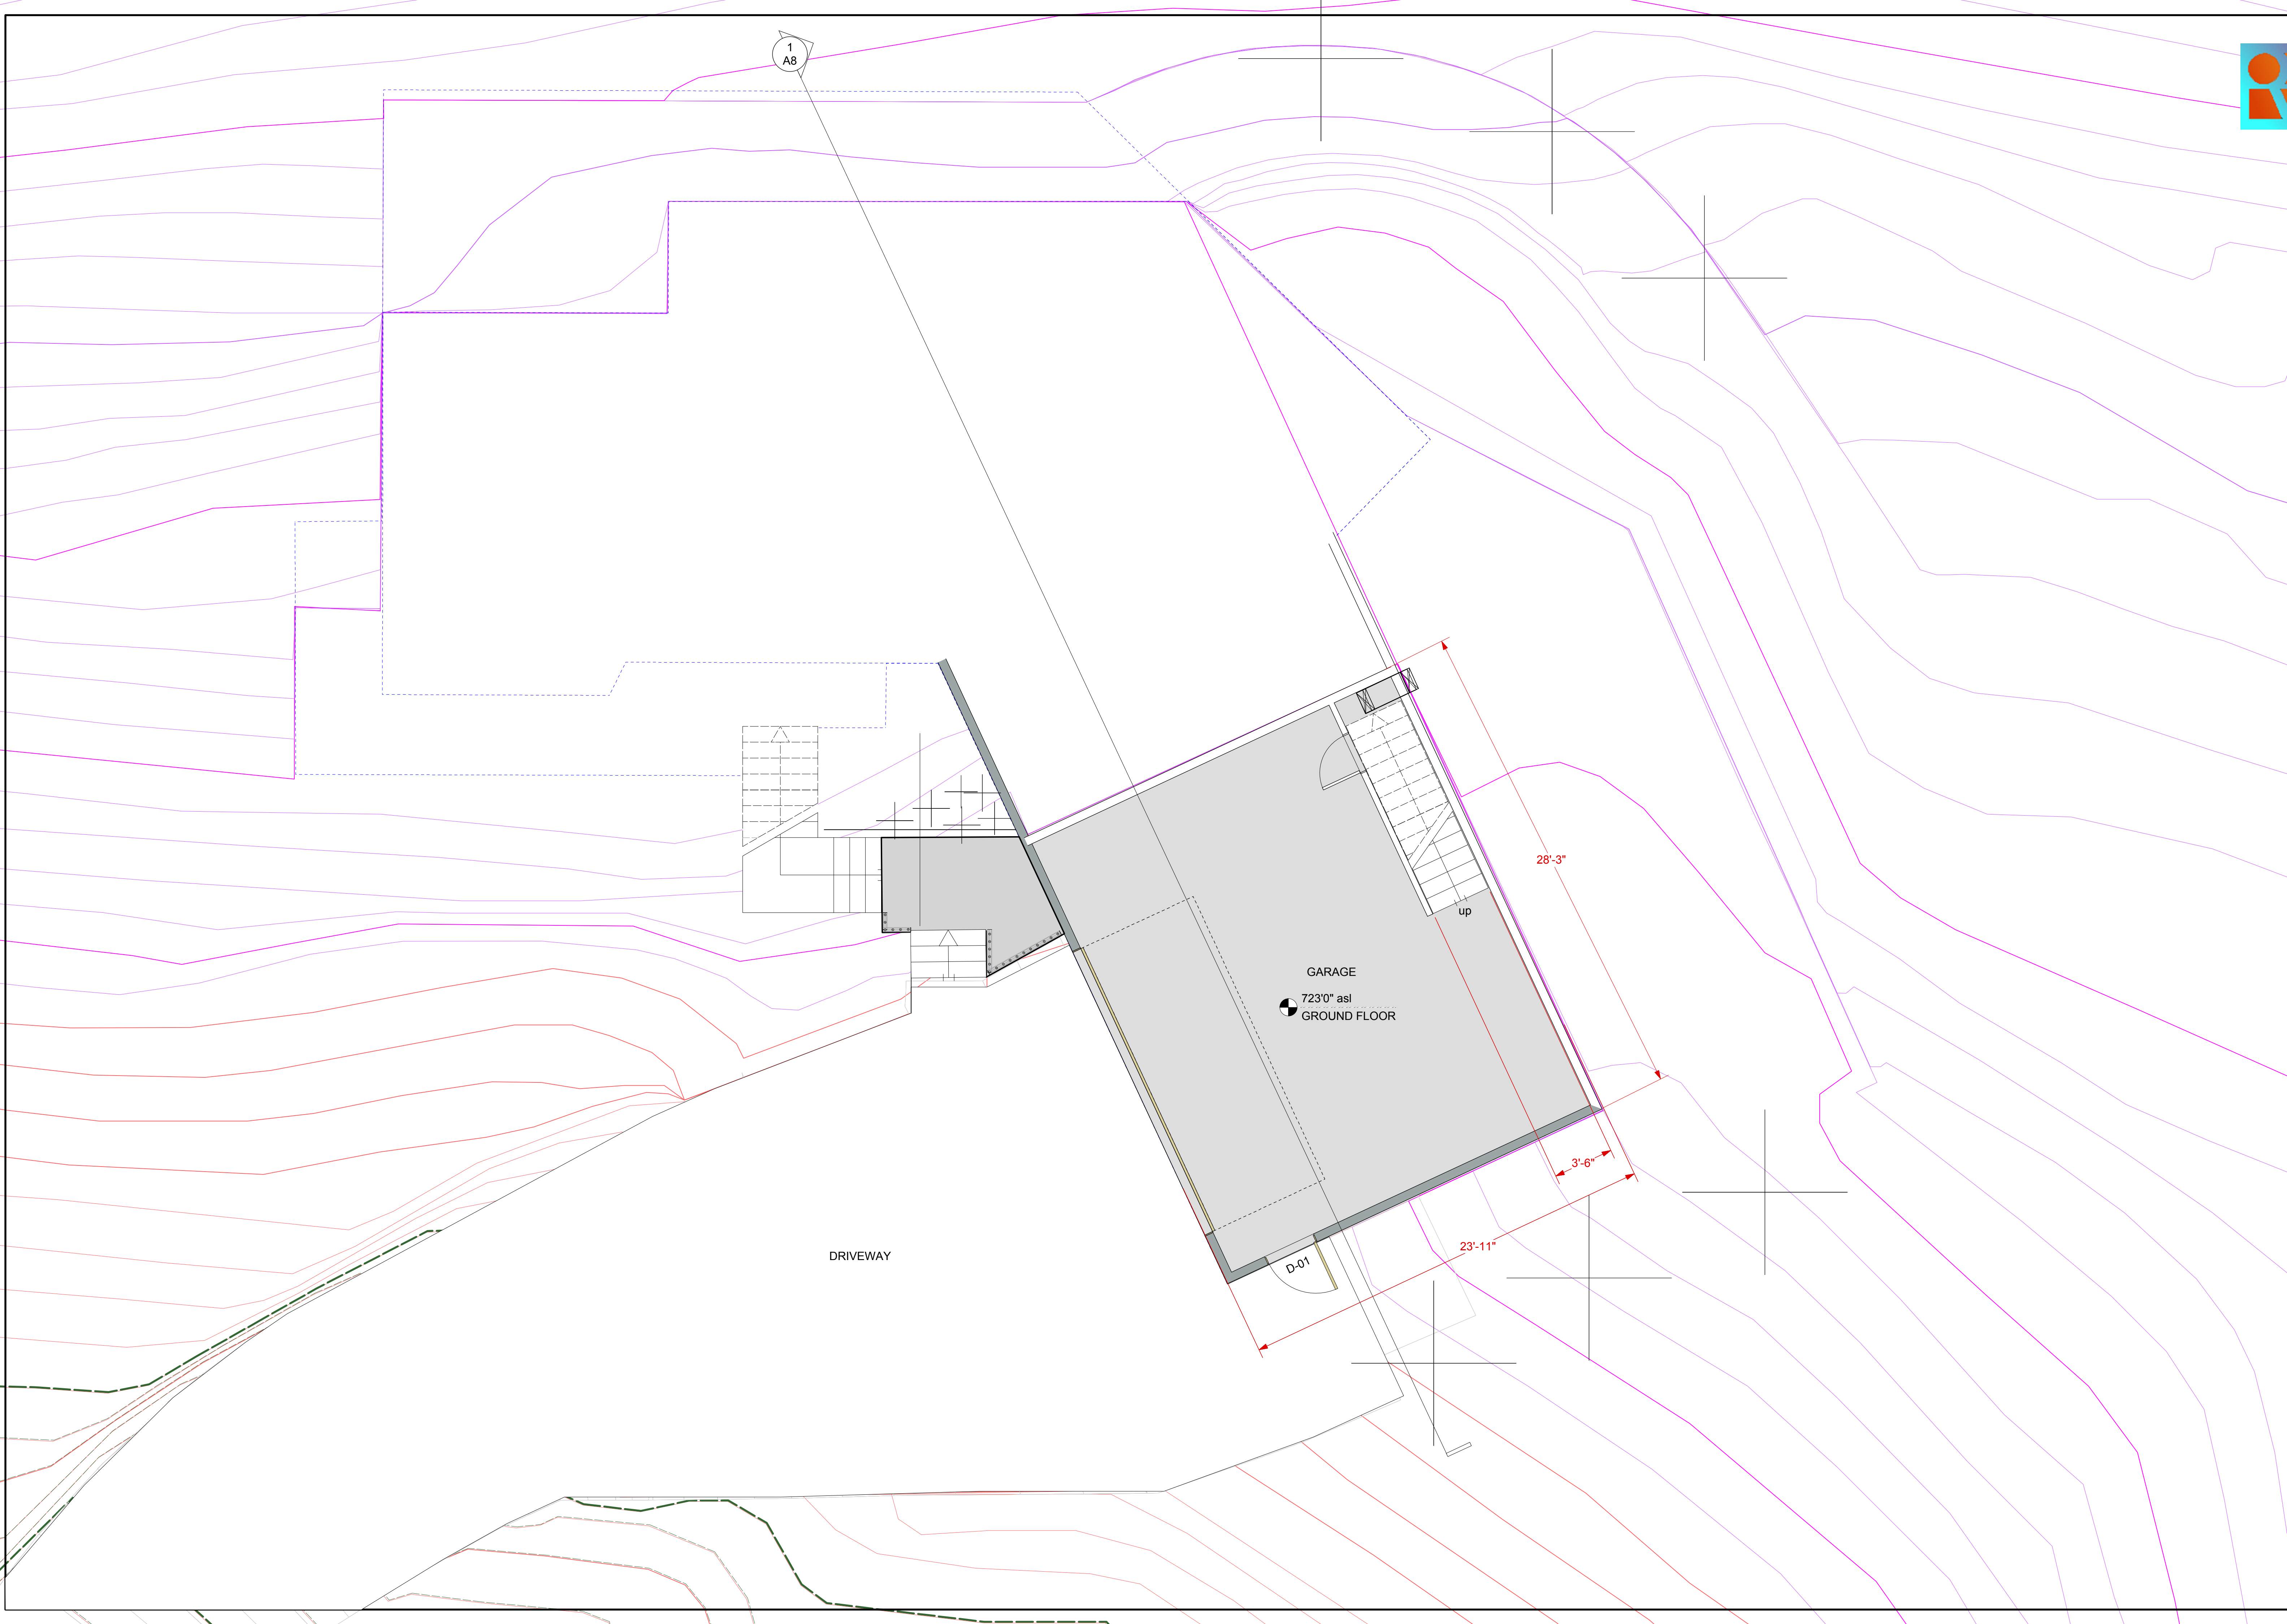 1
A8
28'-3"
up
GARAGE
723'0" asl
GROUND FLOOR
3'-6"
23'-11"
D-01
DRIVEWAY